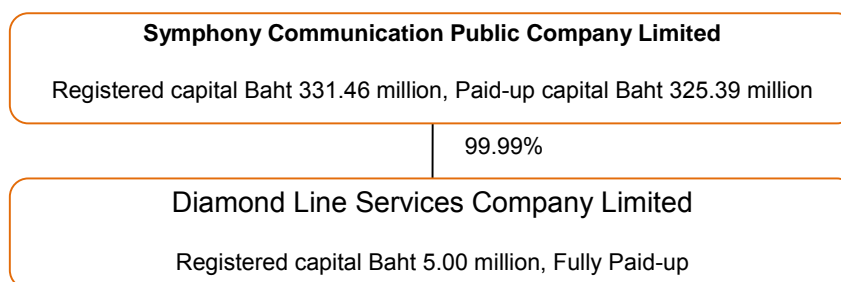 Symphony Communication Public Company Limited
Registered capital Baht 331.46 million, Paid-up capital Baht 325.39 million
99.99%
Diamond Line Services Company Limited
Registered capital Baht 5.00 million, Fully Paid-up